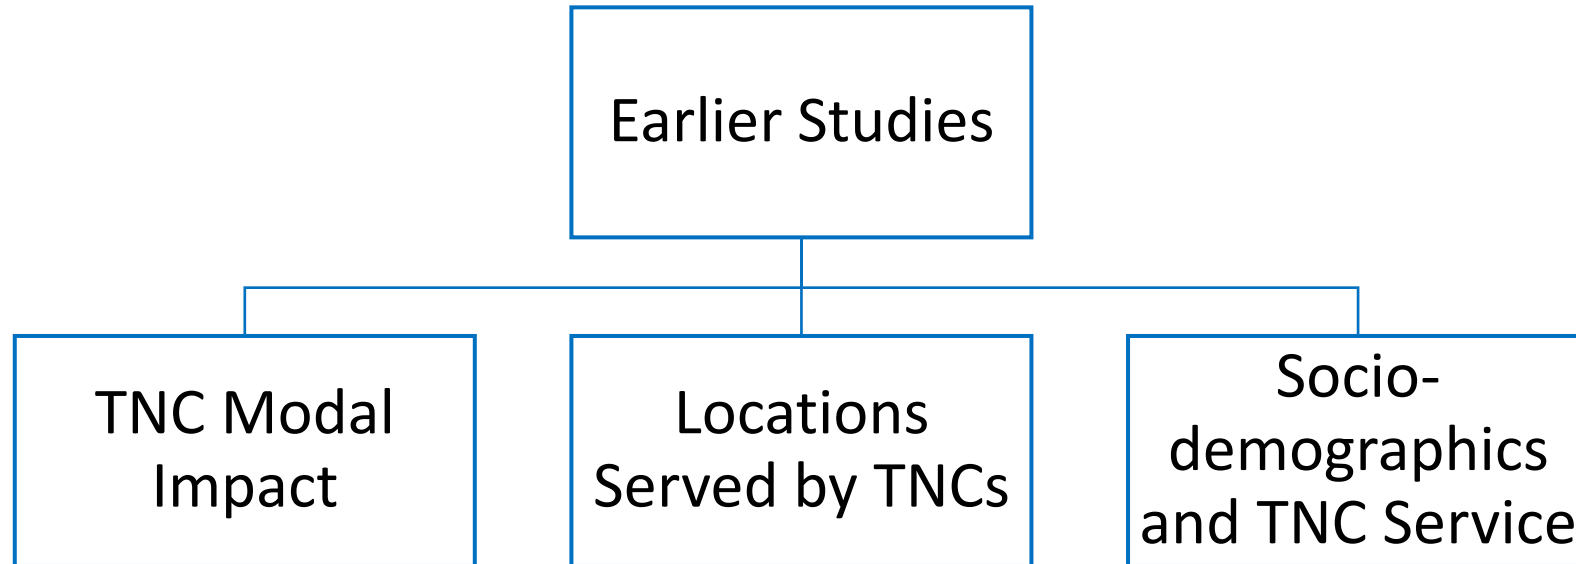 Earlier Studies
TNC Modal
Impact
Locations
Served by TNCs
Socio-
demographics
and TNC Service